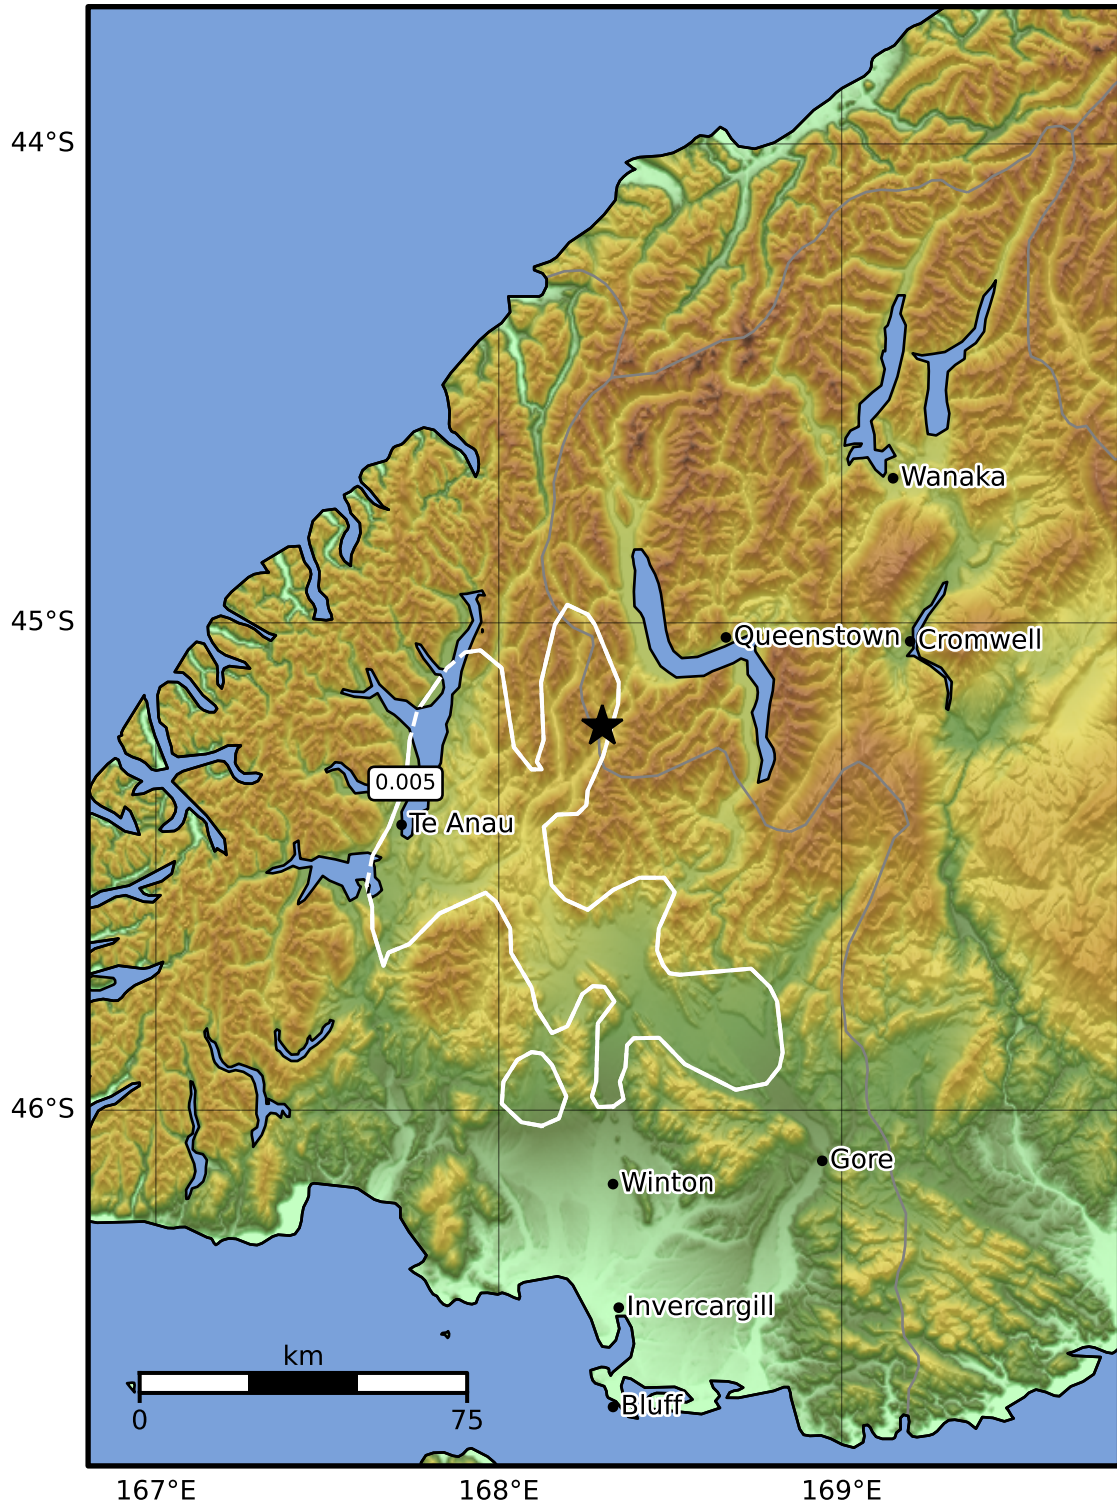 44°S
Wanaka
45°S
Queenstown
Cromwell
0.005
Te Anau
46°S
Gore
Winton
Invercargill
km
0
75
Bluff
167°E
168°E
169°E